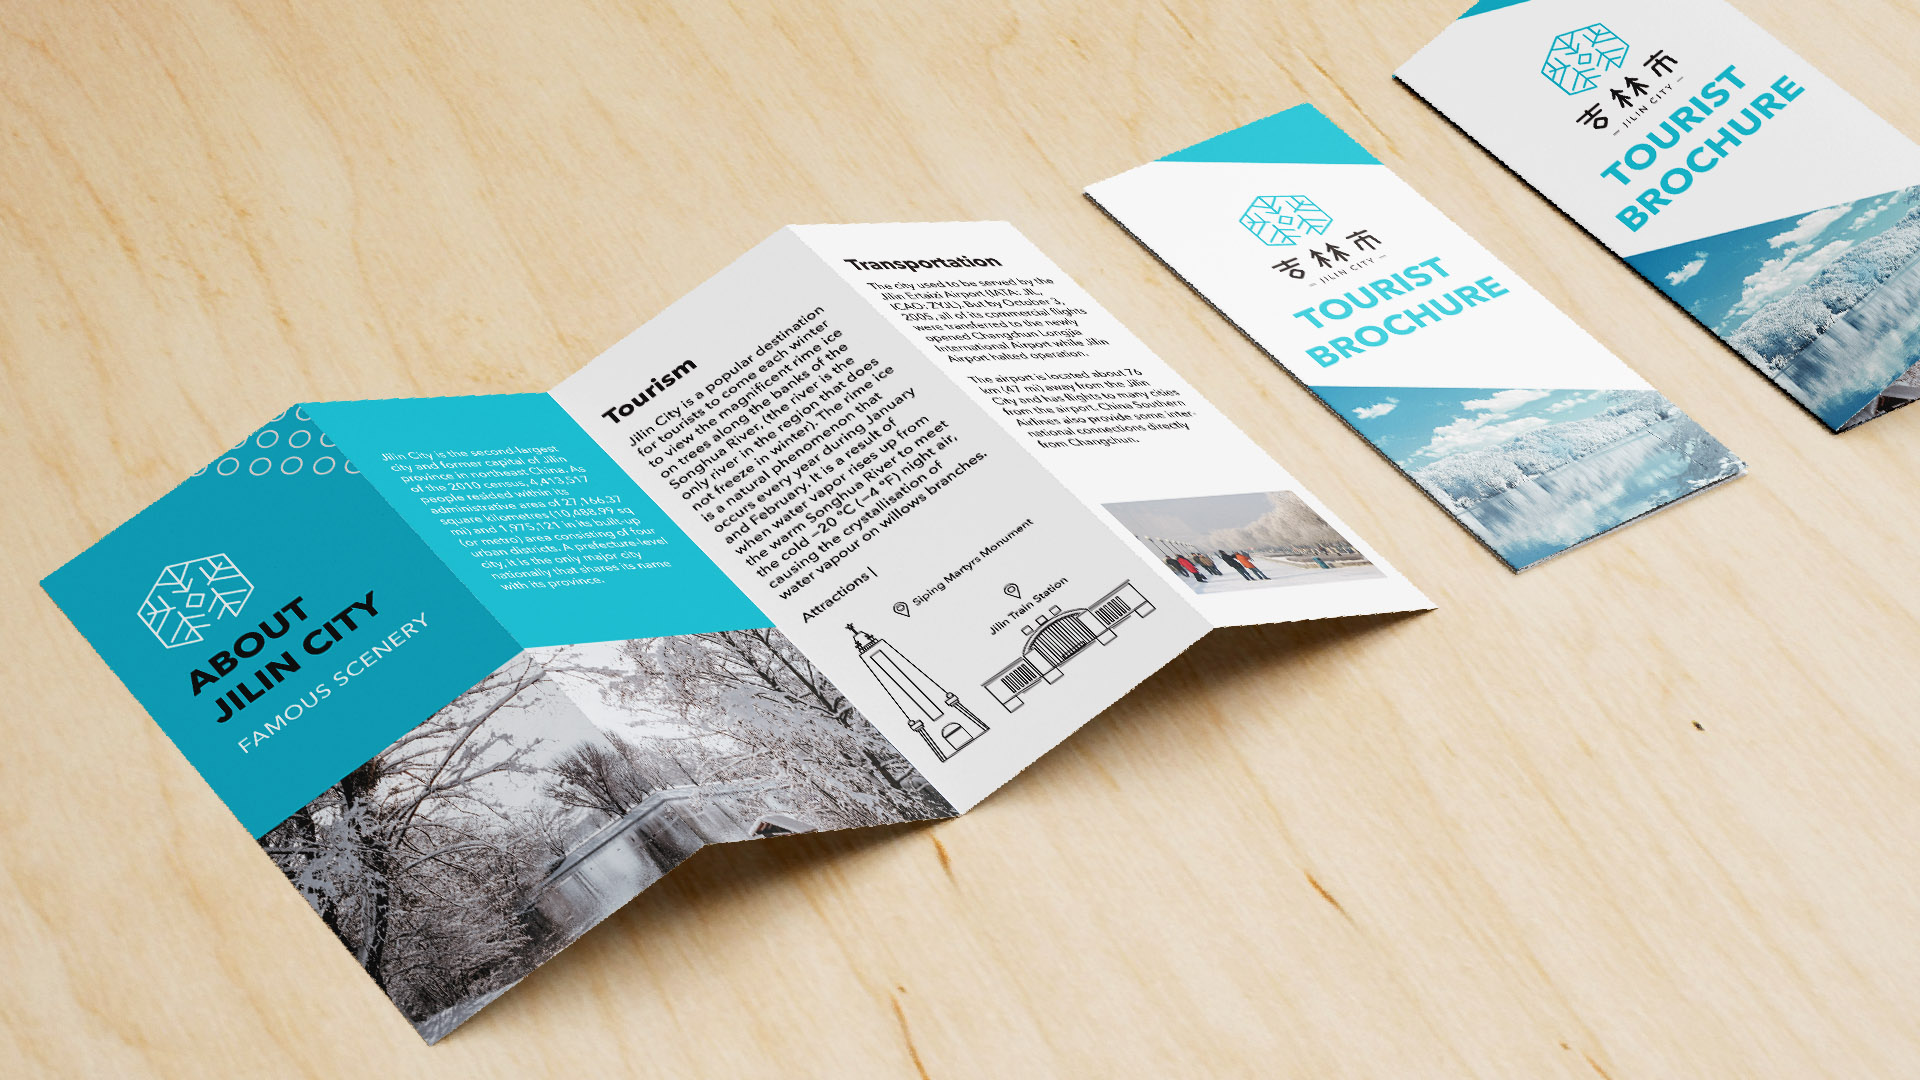 ABOUT
JILIN CITY
FAMOUS SCENERY
Jilin City is the second-largest
city and former capital of Jilin
province in northeast China. As
of the 2010 census, 4,413,517
people resided within its
administrative area of 27,166.37
square kilometres (10,488.99 sq
mi) and 1,975,121 in its built-up
(or metro) area consisting of four
urban districts. A prefecture-level
city, it is the only major city
nationally that shares its name
with its province.
Tourism
Jilin City is a popular destination
for tourists to come each winter
to view the magnificent rime ice
on trees along the banks of the
Songhua River, (the river is the
only river in the region that does
not freeze in winter). The rime ice
is a natural phenomenon that
occurs every year during January
and February. It is a result of
when water vapor rises up from
the warm Songhua River to meet
the cold −20 °C (−4 °F) night air,
causing the crystallisation of
water vapour on willows branches.
Attractions |
Siping Martyrs Monument
Jilin Train Station
Transportation
The city used to be served by the
Jilin Ertaizi Airport (IATA: JIL,
ICAO: ZYJL), But by October 3,
2005, all of its commercial flights
were transferred to the newly
opened Changchun Longjia
International Airport while Jilin
Airport halted operation.
The airport is located about 76
km (47 mi) away from the Jilin
City and has flights to many cities
from the airport. China Southern
Airlines also provide some inter-
national connections directly
from Changchun.
吉林市
– JILIN CITY –
TOURIST
BROCHURE
吉林市
– JILIN CITY –
TOURIST
BROCHURE